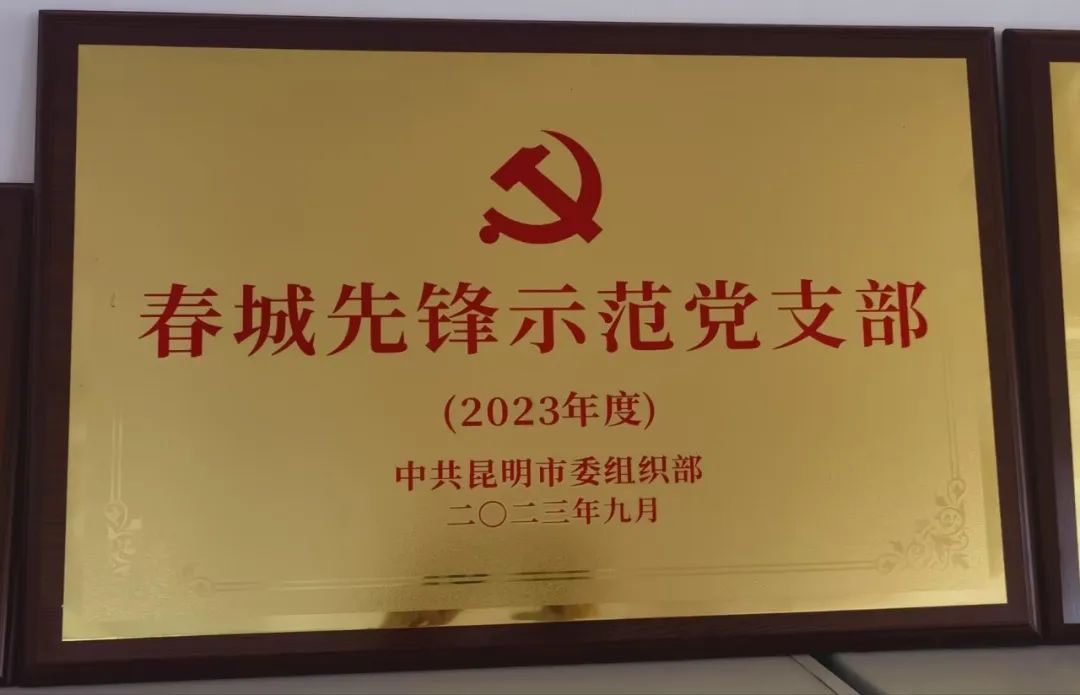 春城先锋示范党支部
(2023年度)
中共昆明市委组织部
二〇二三年九月